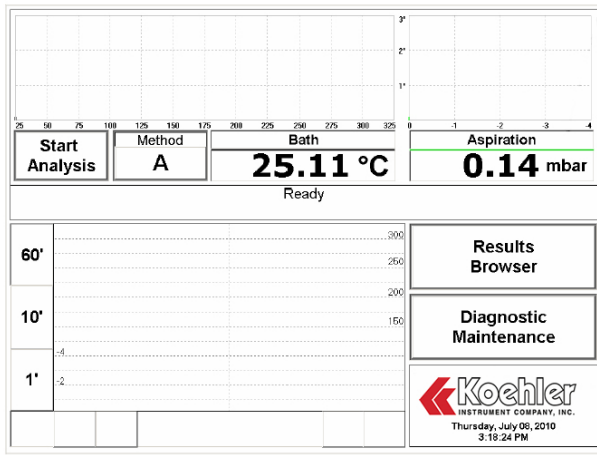 3"
2"
1"
25 50 75 100 125 150 175 200 225 250 275 300 325
0 -1 -2 -3 -4
Start
Analysis
Method
A
Bath
25.11 °C
Aspiration
0.14 mbar
Ready
60'
10'
1'
300
250
200
150
-4
-2
Results
Browser
Diagnostic
Maintenance
Koehler
INSTRUMENT COMPANY, INC.
Thursday, July 08, 2010
3:18:24 PM